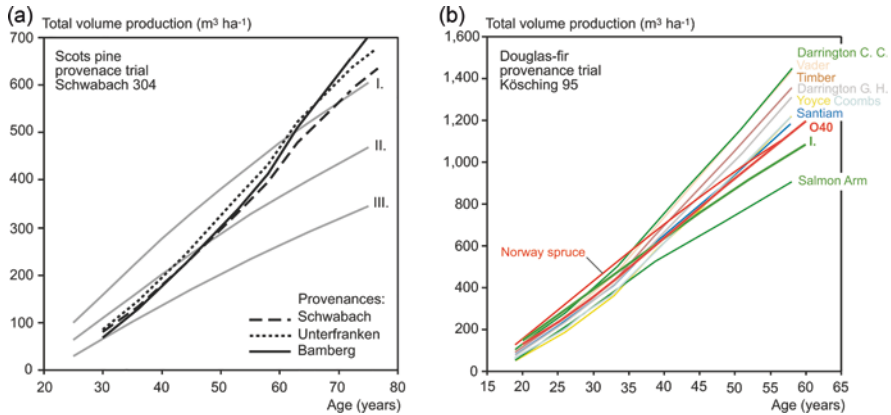 (a)
Total volume production (m³ ha⁻¹)
700
600
500
400
300
200
100
0
Scots pine
provenace trial
Schwabach 304
I.
II.
III.
Provenances:
Schwabach
Unterfranken
Bamberg
20 30 40 50 60 70 80
Age (years)
(b)
Total volume production (m³ ha⁻¹)
1,600
1,400
1,200
1,000
800
600
400
200
0
Douglas-fir
provenance trial
Kösching 95
Darrington C. C.
Vader
Timber
Darrington G. H.
Yoyce Coombs
Santiam
O40
I.
Salmon Arm
Norway spruce
15 20 25 30 35 40 45 50 55 60 65
Age (years)